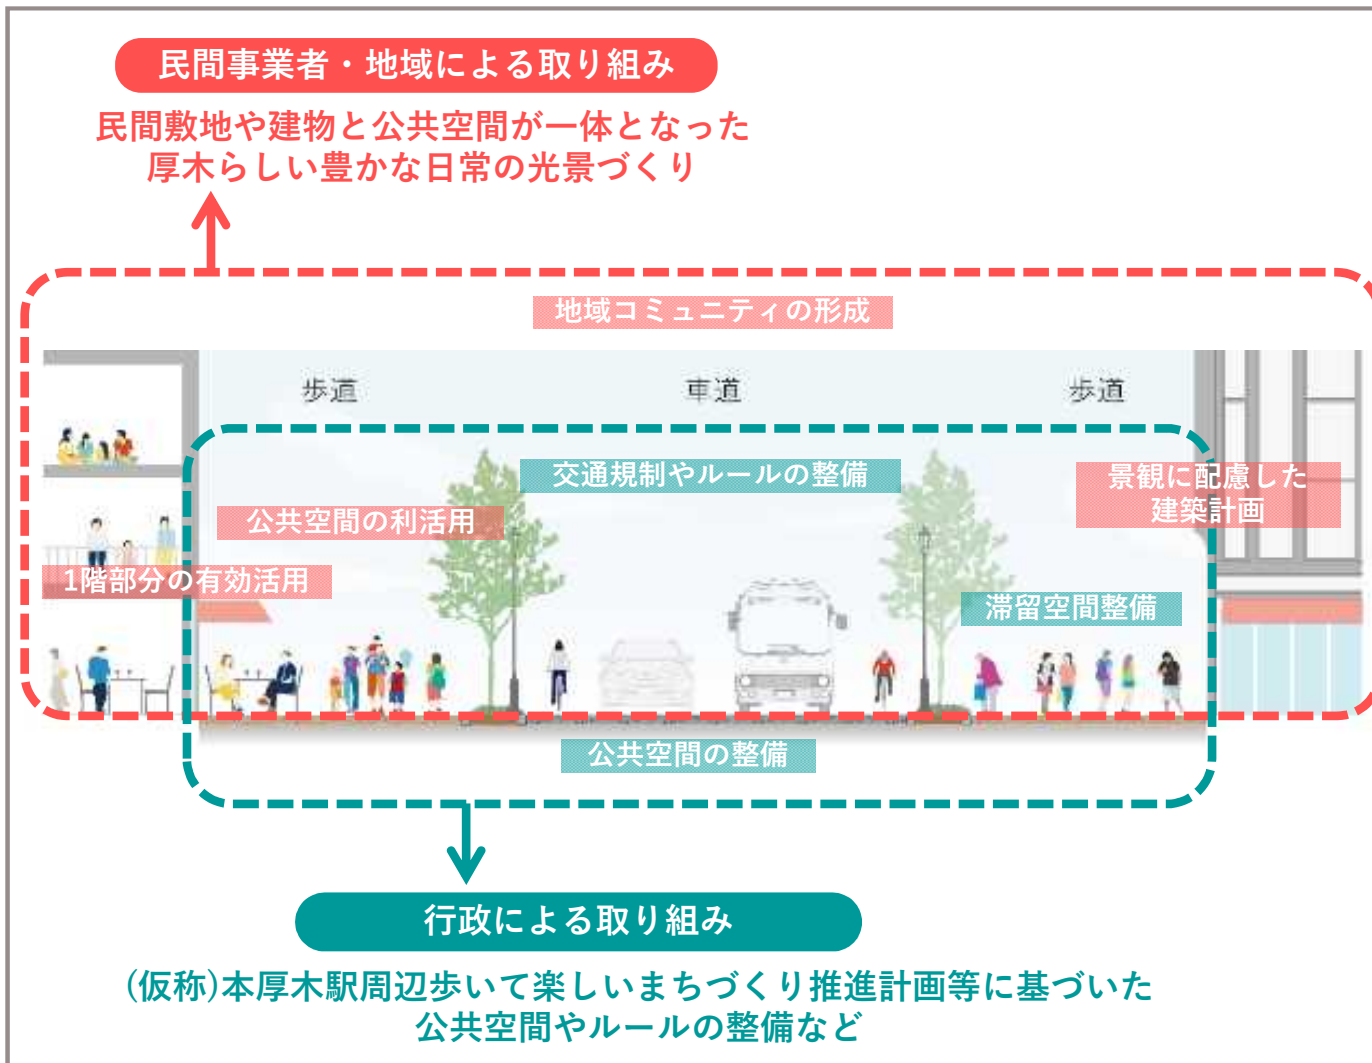 民間事業者・地域による取り組み
民間敷地や建物と公共空間が一体となった
厚木らしい豊かな日常の光景づくり
地域コミュニティの形成
歩道
車道
歩道
交通規制やルールの整備
景観に配慮した
建築計画
公共空間の利活用
1階部分の有効活用
滞留空間整備
公共空間の整備
行政による取り組み
(仮称)本厚木駅周辺歩いて楽しいまちづくり推進計画等に基づいた
公共空間やルールの整備など